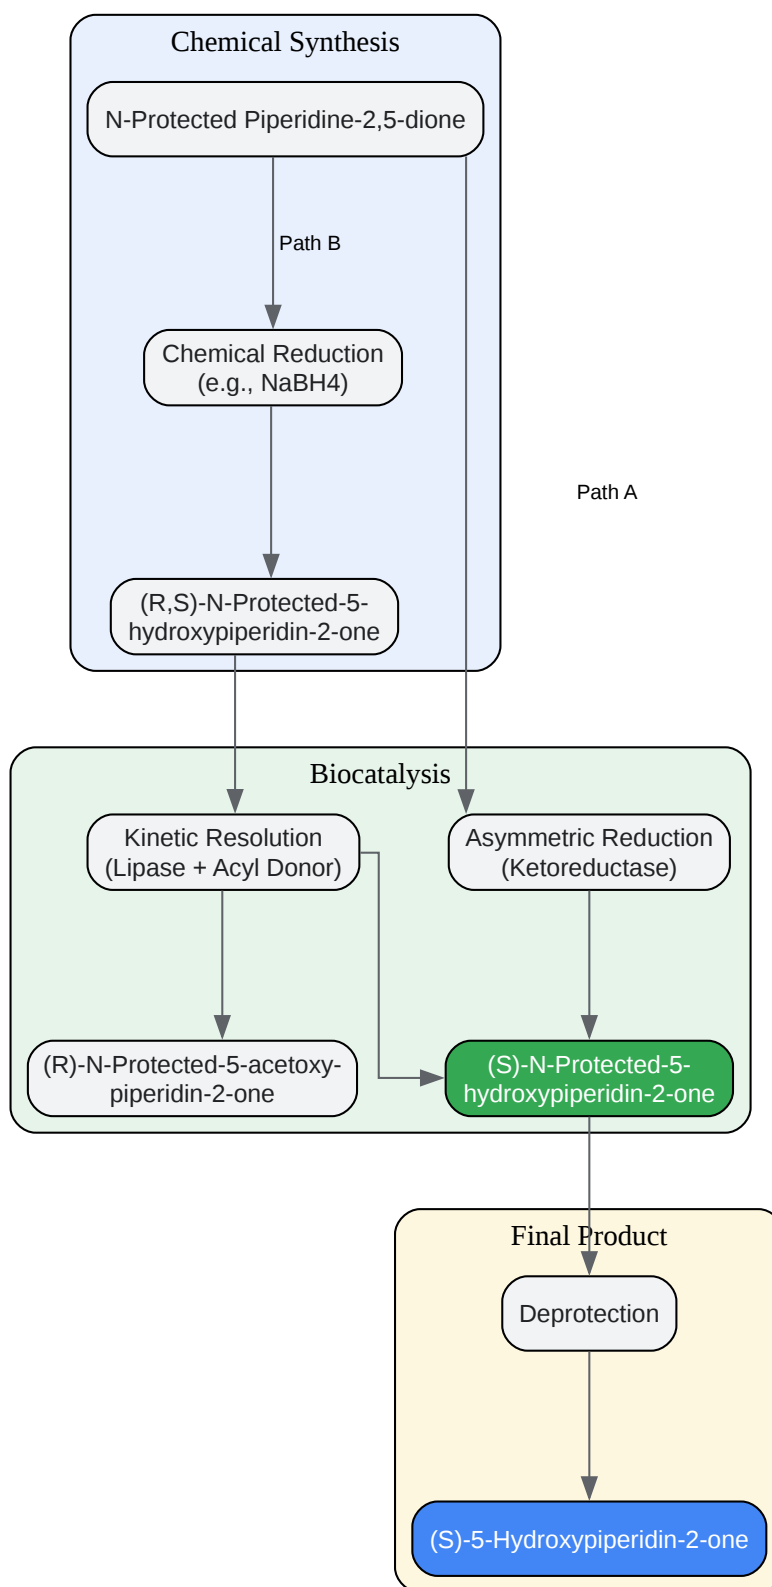 Chemical Synthesis
N-Protected Piperidine-2,5-dione
Path B
Chemical Reduction
(e.g., NaBH4)
Path A
(R,S)-N-Protected-5-
hydroxypiperidin-2-one
Biocatalysis
Kinetic Resolution
(Lipase + Acyl Donor)
Asymmetric Reduction
(Ketoreductase)
(R)-N-Protected-5-acetoxy-
piperidin-2-one
(S)-N-Protected-5-
hydroxypiperidin-2-one
Final Product
Deprotection
(S)-5-Hydroxypiperidin-2-one